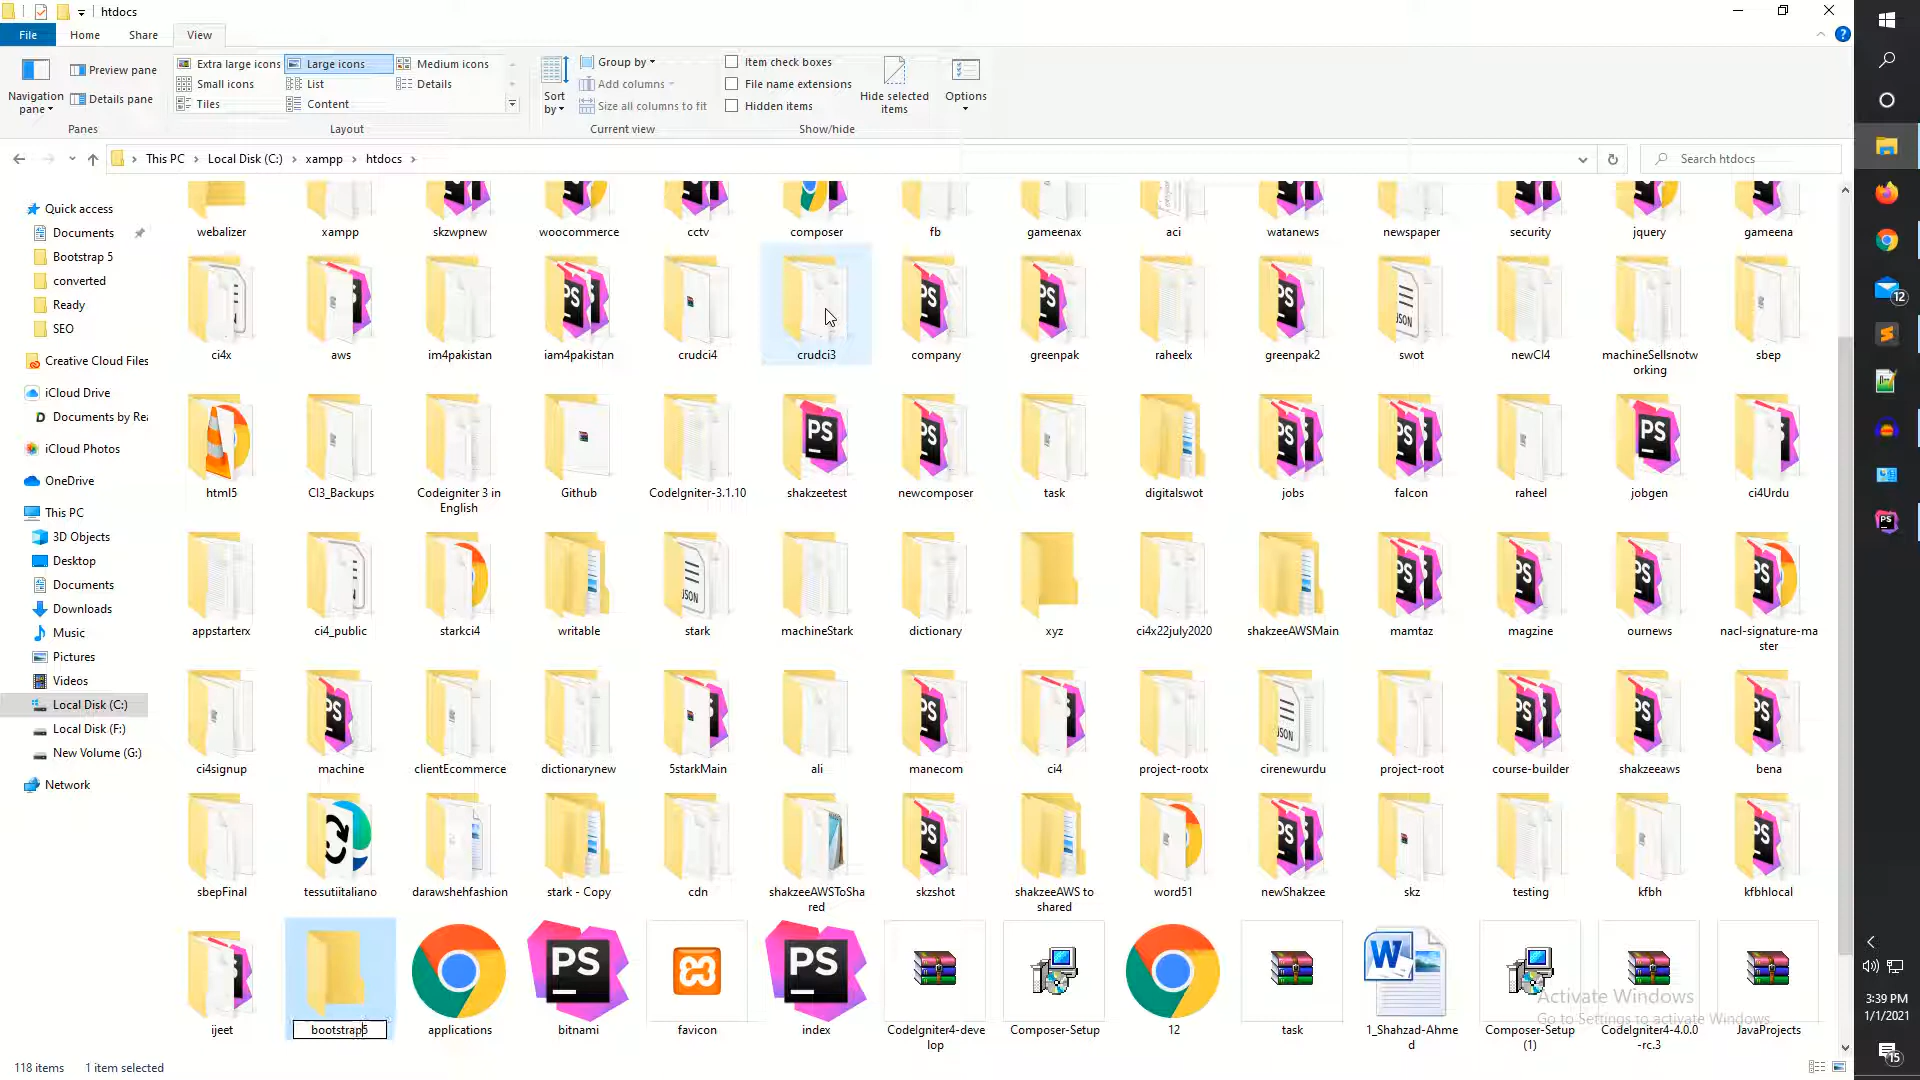 htdocs
File Home Share View
Navigation pane
Preview pane
Details pane
Panes
Extra large icons Large icons Medium icons
Small icons List Details
Tiles Content
Layout
Sort by
Group by
Add columns
Size all columns to fit
Current view
Item check boxes
File name extensions
Hidden items
Hide selected items
Show/hide
Options
This PC Local Disk (C:) xampp htdocs
Search htdocs
Quick access
Documents
Bootstrap 5
converted
Ready
SEO
Creative Cloud Files
iCloud Drive
Documents by Rea
iCloud Photos
OneDrive
This PC
3D Objects
Desktop
Documents
Downloads
Music
Pictures
Videos
Local Disk (C:)
Local Disk (F:)
New Volume (G:)
Network
webalizer xampp skzwpnew woocommerce cctv composer fb gameenax aci watanews newspaper security jquery gameena
ci4x aws im4pakistan iam4pakistan crudci4 crudci3 company greenpak raheelx greenpak2 swot newCI4 machineSellsnotworking sbep
html5 CI3_Backups Codeigniter 3 in English Github CodeIgniter-3.1.10 shakzeetest newcomposer task digitalswot jobs falcon raheel jobgen ci4Urdu
appstarterx ci4_public starkci4 writable stark machineStark dictionary xyz ci4x22july2020 shakzeeAWSMain mamtaz magzine ournews nacl-signature-master
ci4signup machine clientEcommerce dictionarynew 5starkMain ali manecom ci4 project-rootx cirenewurdu project-root course-builder shakzeeaws bena
sbepFinal tessutiitaliano darawshehfashion stark - Copy cdn shakzeeAWSToShared skzshot shakzeeAWS to shared word51 newShakzee skz testing kfbh kfbhlocal
ijeet bootstrap5 applications bitnami favicon index CodeIgniter4-develop Composer-Setup 12 task 1_Shahzad-Ahmed Composer-Setup (1) CodeIgniter4-4.0.0-rc.3 JavaProjects
Activate Windows
Go to Settings to activate Windows.
118 items 1 item selected
12
3:39 PM
1/1/2021
15